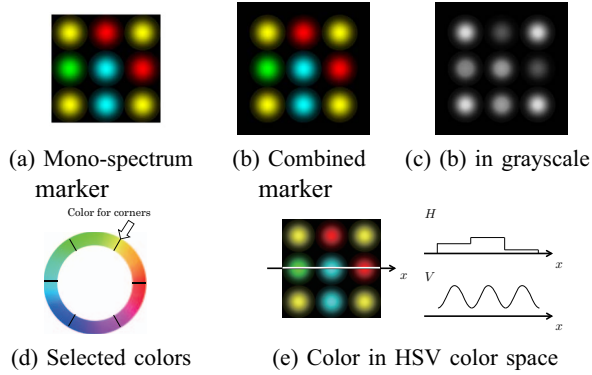 (a) Mono-spectrum
marker
(b) Combined
marker
(c) (b) in grayscale
Color for corners
(d) Selected colors
x
H
x
V
x
(e) Color in HSV color space